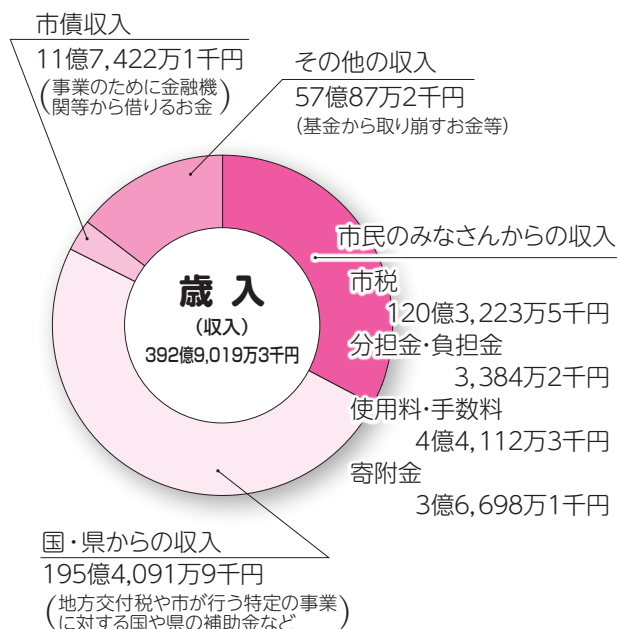 市債収入
11億7,422万1千円
(事業のために金融機
関等から借りるお金)
その他の収入
57億87万2千円
(基金から取り崩すお金等)
歳入
(収入)
392億9,019万3千円
市民のみなさんからの収入
市税
120億3,223万5千円
分担金・負担金
3,384万2千円
使用料・手数料
4億4,112万3千円
寄附金
3億6,698万1千円
国・県からの収入
195億4,091万9千円
(地方交付税や市が行う特定の事業
に対する国や県の補助金など)